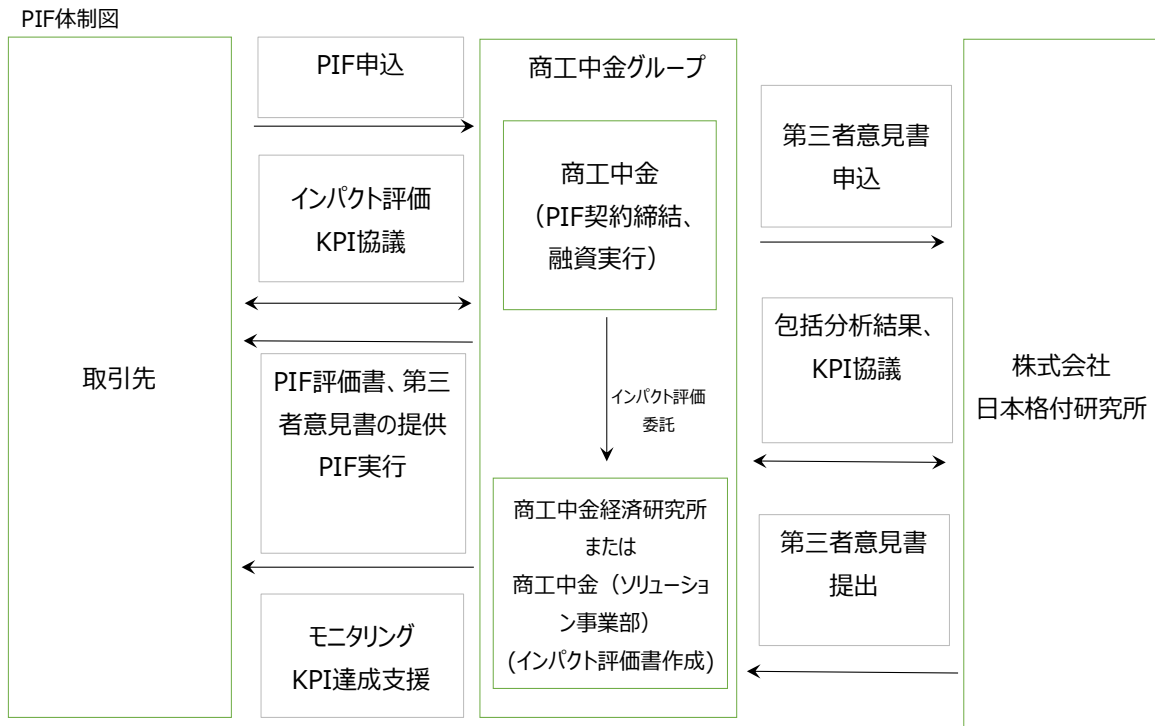 PIF体制図
取引先
PIF申込
インパクト評価
KPI協議
PIF評価書、第三
者意見書の提供
PIF実行
モニタリング
KPI達成支援
商工中金グループ
商工中金
（PIF契約締結、
融資実行）
インパクト評価
委託
商工中金経済研究所
または
商工中金（ソリューショ
ン事業部）
(インパクト評価書作成)
第三者意見書
申込
包括分析結果、
KPI協議
第三者意見書
提出
株式会社
日本格付研究所